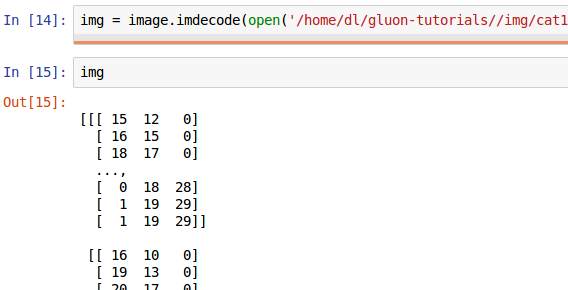 In [14]: img = image.imdecode(open('/home/dl/gluon-tutorials//img/cat1
In [15]: img
Out[15]:
[[[ 15  12   0]
[ 16  15   0]
[ 18  17   0]
...,
[  0  18  28]
[  1  19  29]
[  1  19  29]]
[[ 16  10   0]
[ 19  13   0]
[ 20  17   0]